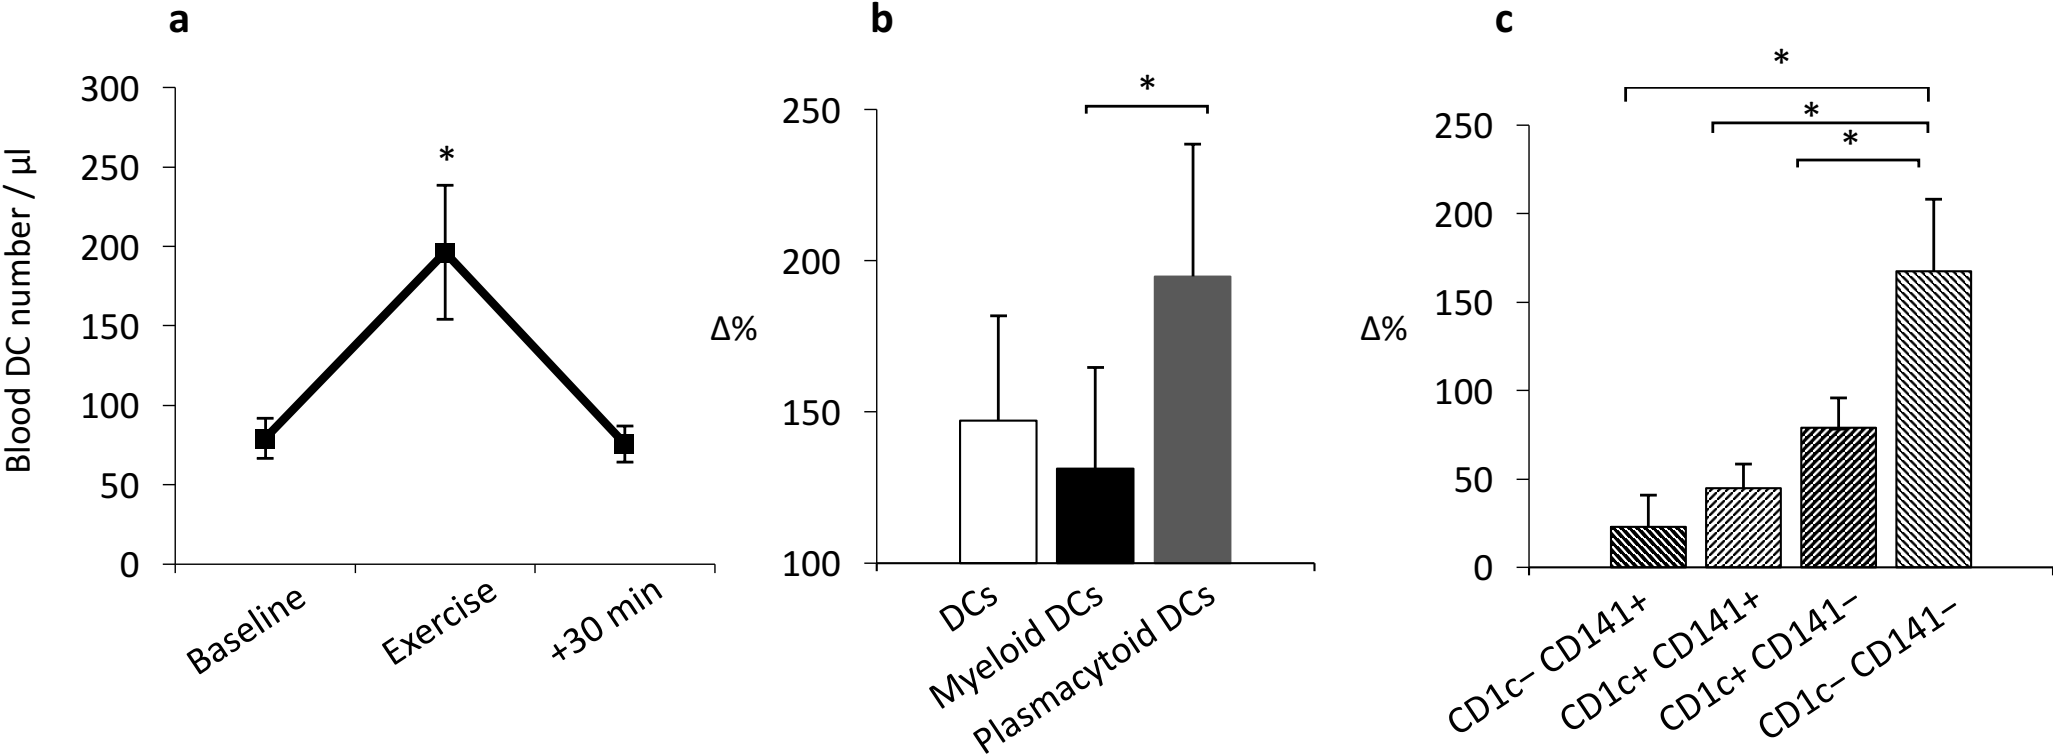 a
Blood DC number / µl
300
250
200
150
100
50
0
*
Baseline
Exercise
+30 min
b
Δ%
250
200
150
100
*
DCs
Myeloid DCs
Plasmacytoid DCs
c
Δ%
250
200
150
100
50
0
*
*
*
CD1c− CD141+
CD1c+ CD141+
CD1c+ CD141−
CD1c− CD141−